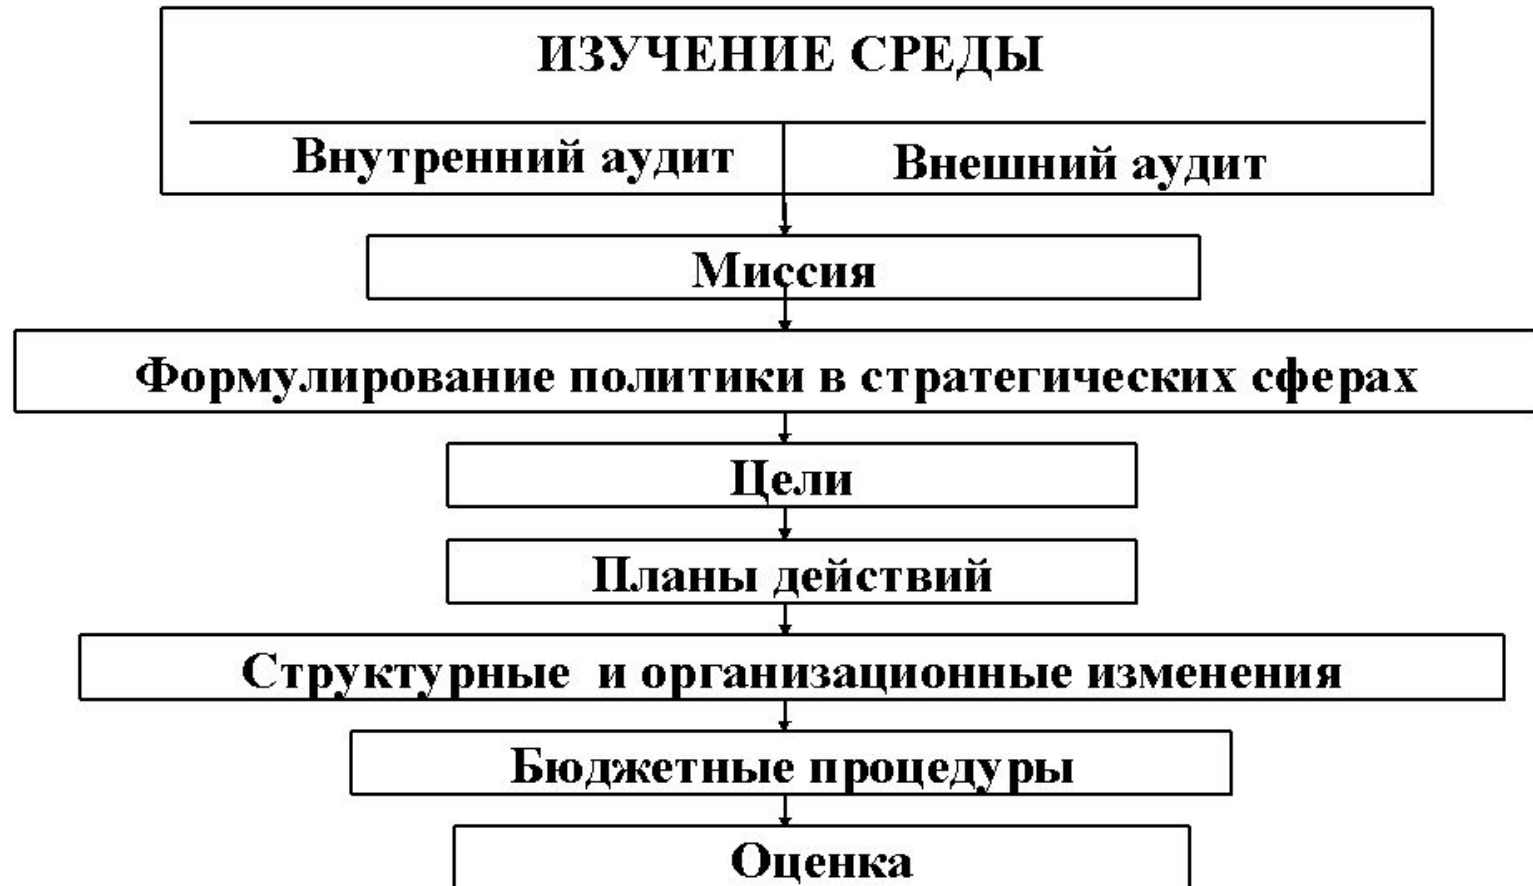 ИЗУЧЕНИЕ СРЕДЫ
Внутренний аудит
Внешний аудит
Миссия
Формулирование политики в стратегических сферах
Цели
Планы действий
Структурные и организационные изменения
Бюджетные процедуры
Оценка